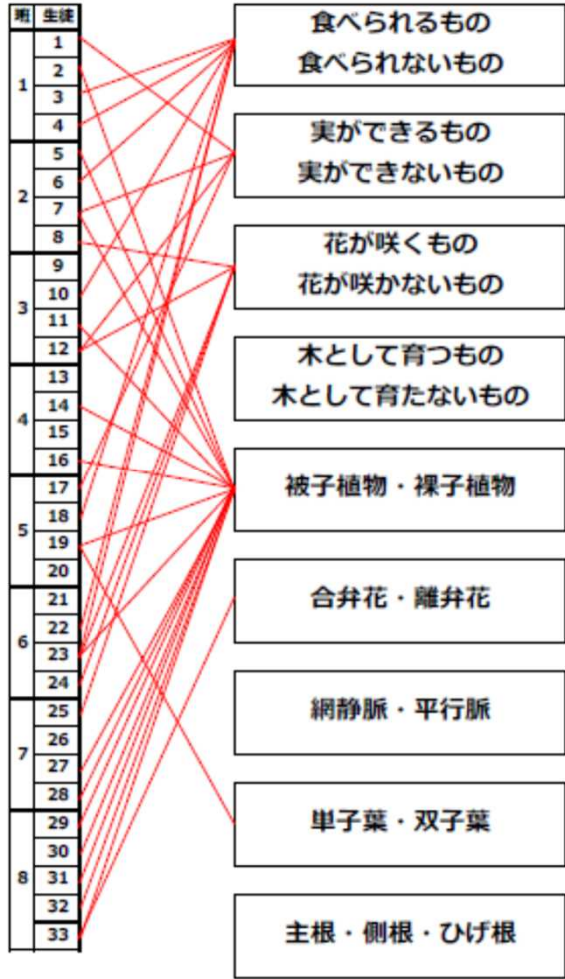 班 生徒
1
1
2
3
4
2
5
6
7
8
3
9
10
11
12
4
13
14
15
16
5
17
18
19
20
6
21
22
23
24
7
25
26
27
28
8
29
30
31
32
33
食べられるもの
食べられないもの
実ができるもの
実ができないもの
花が咲くもの
花が咲かないもの
木として育つもの
木として育たないもの
被子植物・裸子植物
合弁花・離弁花
網静脈・平行脈
単子葉・双子葉
主根・側根・ひげ根